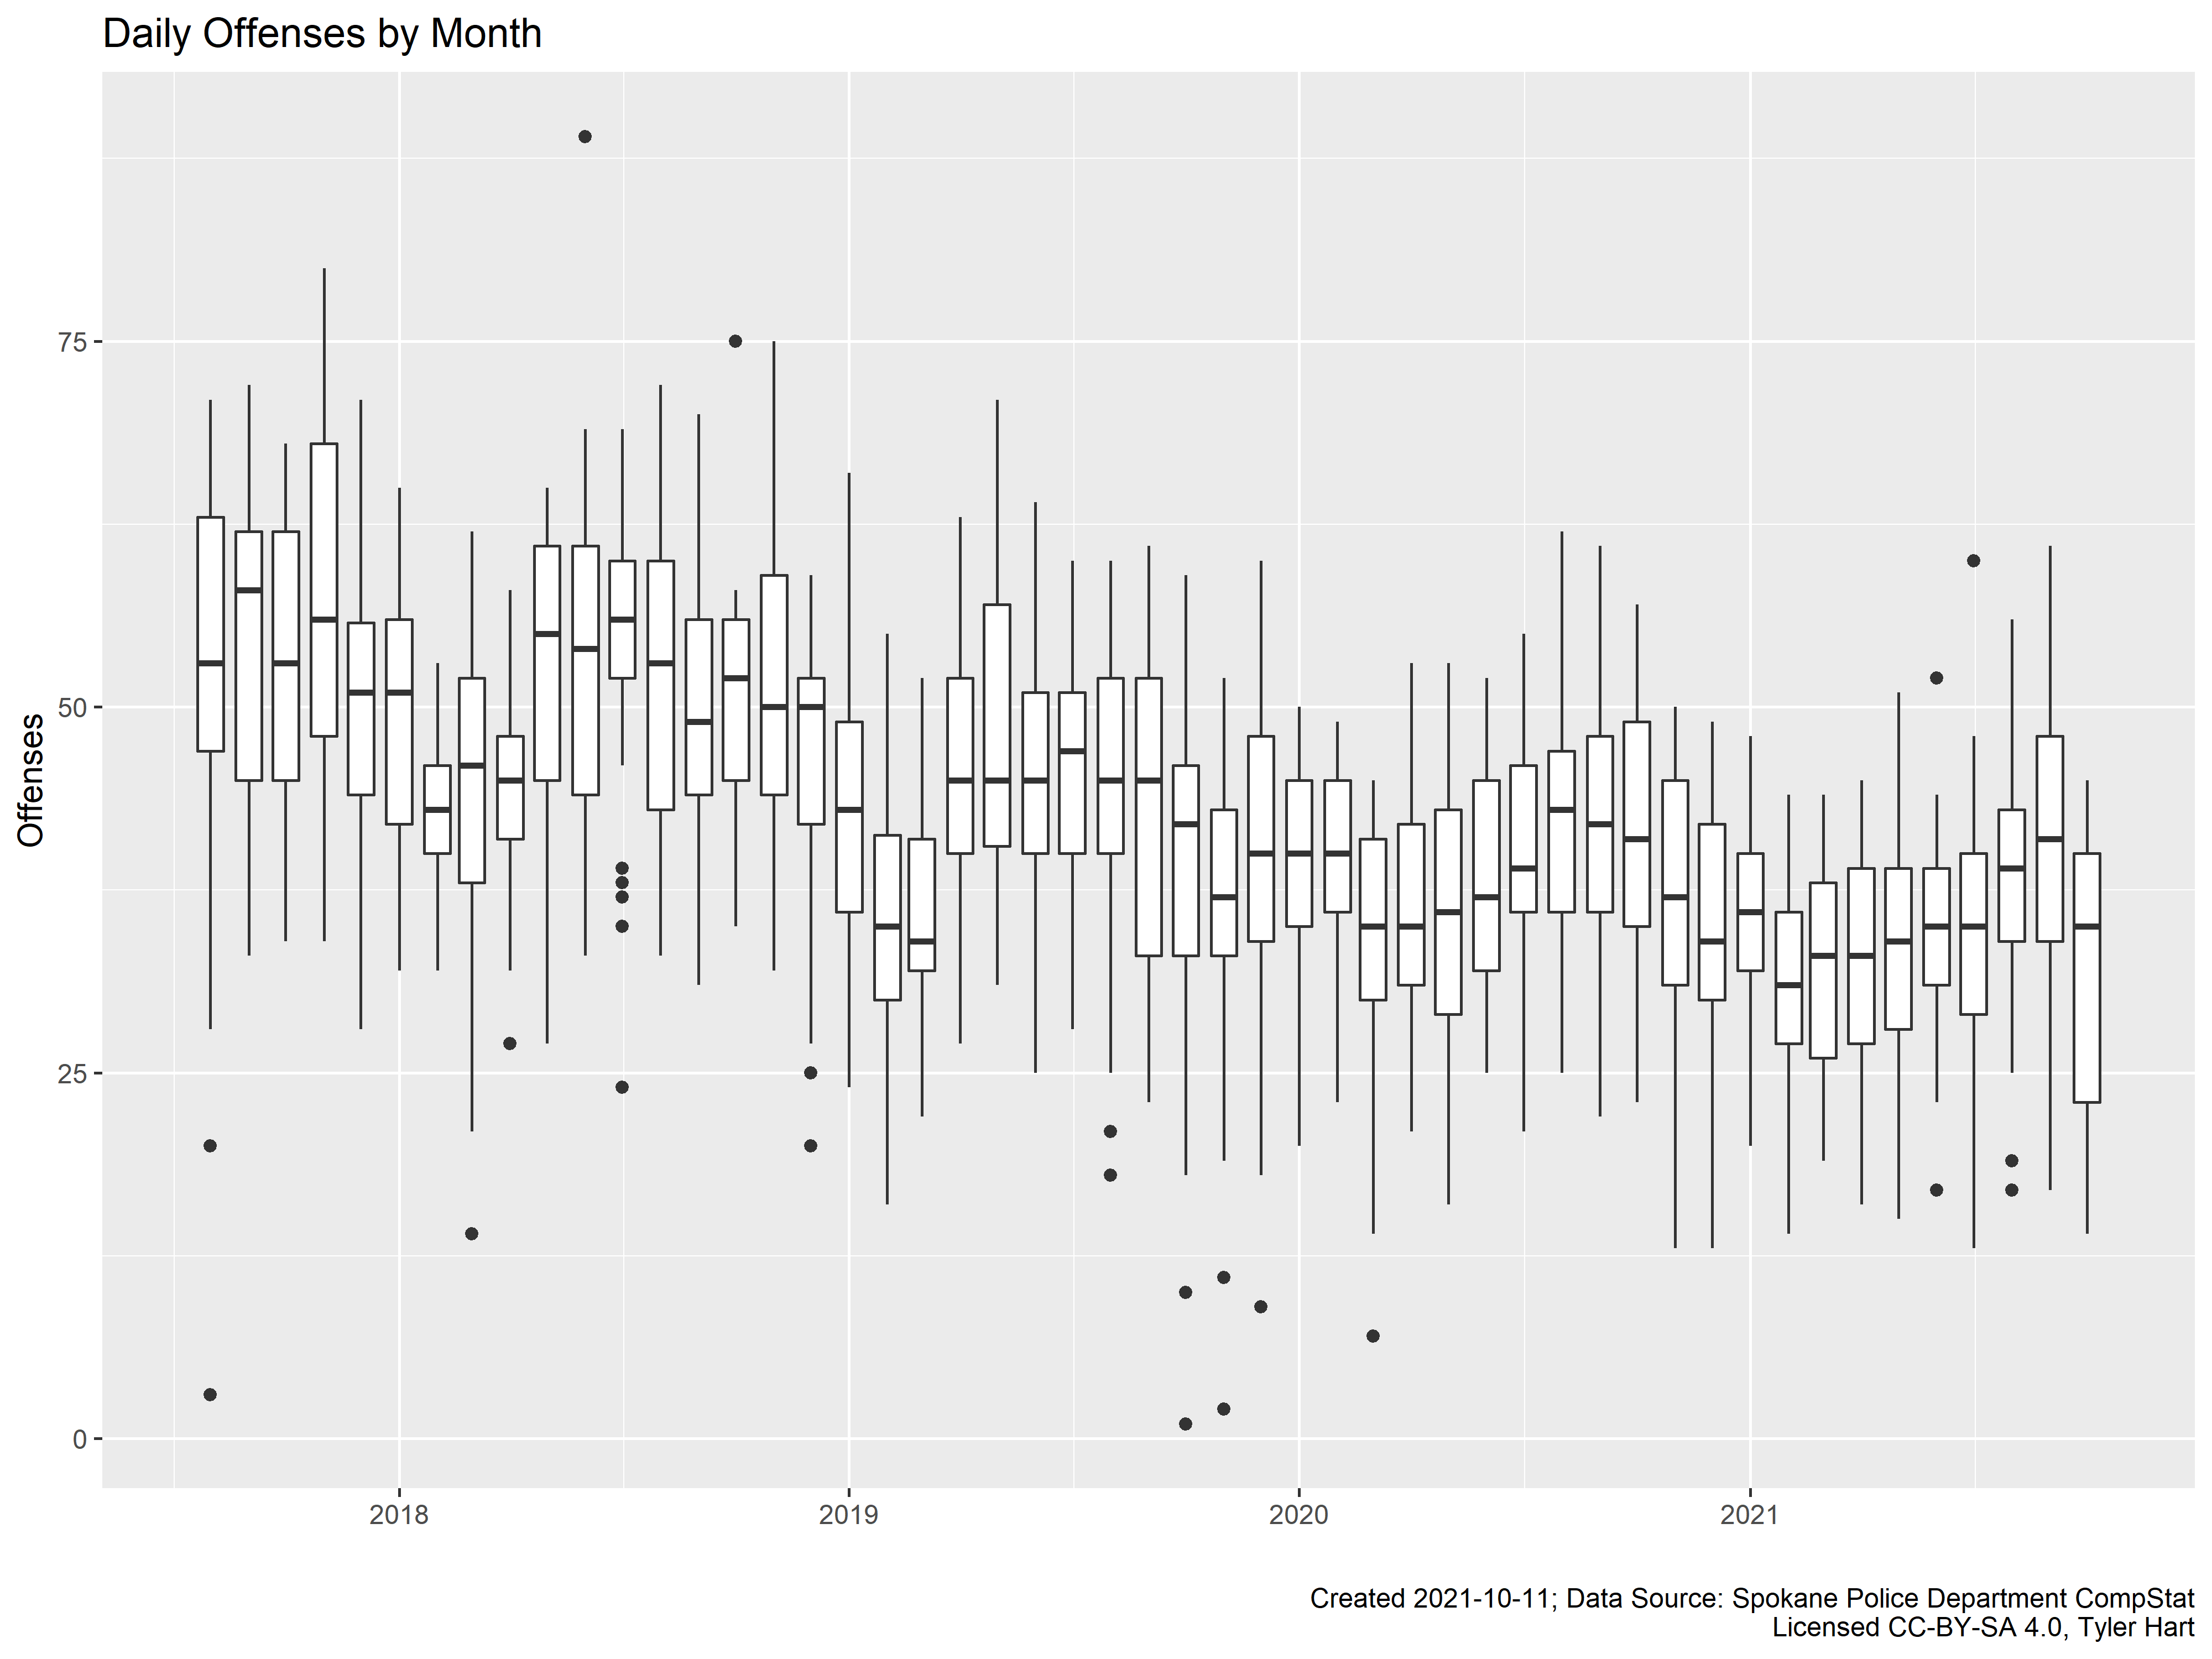 Daily Offenses by Month
Offenses
75
50
25
0
2018
2019
2020
2021
Created 2021-10-11; Data Source: Spokane Police Department CompStat
Licensed CC-BY-SA 4.0, Tyler Hart